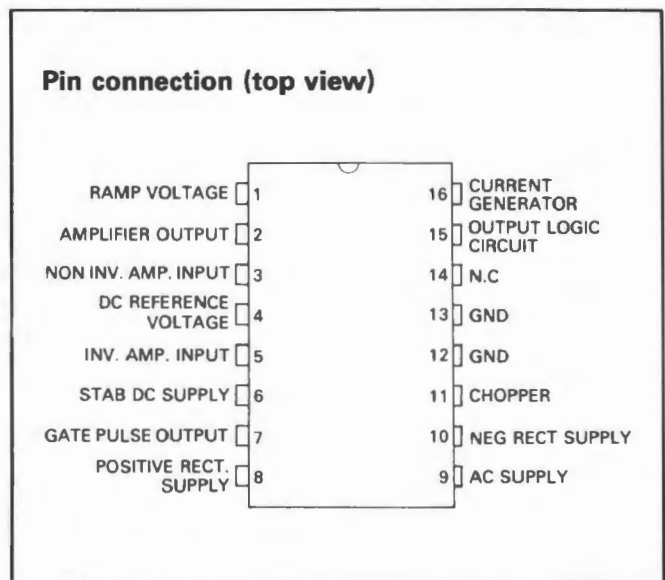 Pin connection (top view)
RAMP VOLTAGE 1
AMPLIFIER OUTPUT 2
NON INV. AMP. INPUT 3
DC REFERENCE
VOLTAGE 4
INV. AMP. INPUT 5
STAB DC SUPPLY 6
GATE PULSE OUTPUT 7
POSITIVE RECT.
SUPPLY 8
16 CURRENT
GENERATOR
15 OUTPUT LOGIC
CIRCUIT
14 N.C
13 GND
12 GND
11 CHOPPER
10 NEG RECT SUPPLY
9 AC SUPPLY